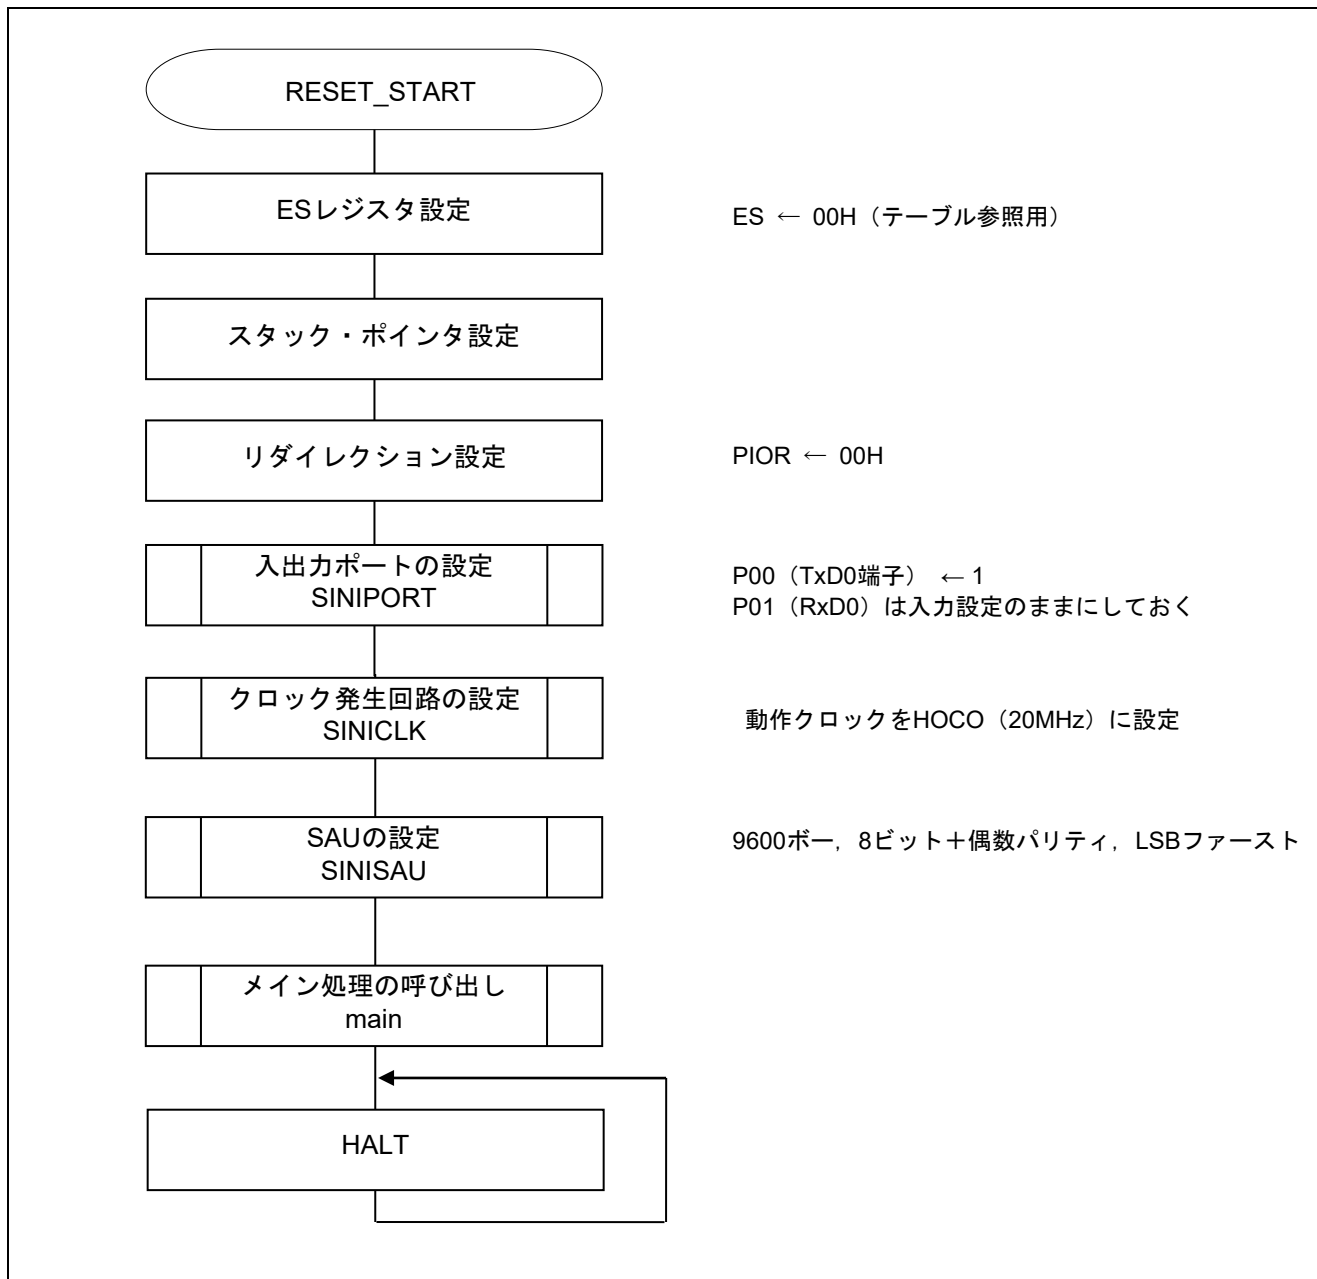 RESET_START
ESレジスタ設定
ES ← 00H（テーブル参照用）
スタック・ポインタ設定
リダイレクション設定
PIOR ← 00H
入出力ポートの設定
SINIPORT
P00（TxD0端子） ← 1
P01（RxD0）は入力設定のままにしておく
クロック発生回路の設定
SINICLK
動作クロックをHOCO（20MHz）に設定
SAUの設定
SINISAU
9600ボー，8ビット＋偶数パリティ，LSBファースト
メイン処理の呼び出し
main
HALT